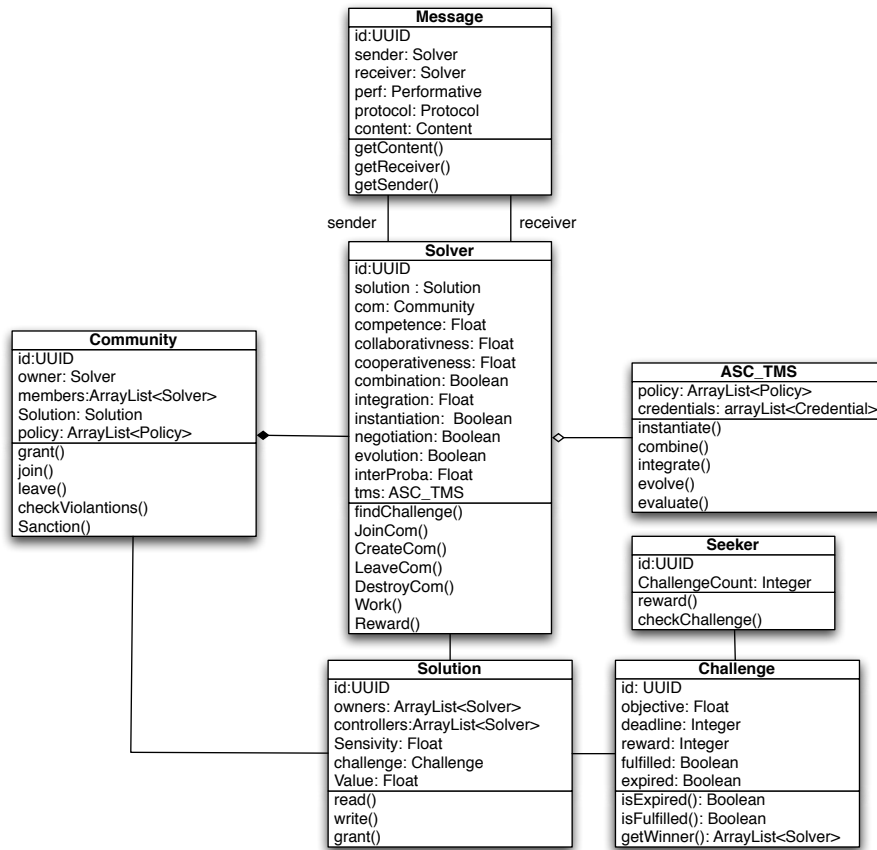 Message
id:UUID
sender: Solver
receiver: Solver
perf: Performative
protocol: Protocol
content: Content
getContent()
getReceiver()
getSender()
sender
receiver
Solver
id:UUID
solution : Solution
com: Community
competence: Float
collaborativness: Float
cooperativeness: Float
combination: Boolean
integration: Float
instantiation: Boolean
negotiation: Boolean
evolution: Boolean
interProba: Float
tms: ASC_TMS
findChallenge()
JoinCom()
CreateCom()
LeaveCom()
DestroyCom()
Work()
Reward()
Community
id:UUID
owner: Solver
members:ArrayList<Solver>
Solution: Solution
policy: ArrayList<Policy>
grant()
join()
leave()
checkViolantions()
Sanction()
ASC_TMS
policy: ArrayList<Policy>
credentials: arrayList<Credential>
instantiate()
combine()
integrate()
evolve()
evaluate()
Seeker
id:UUID
ChallengeCount: Integer
reward()
checkChallenge()
Solution
id:UUID
owners: ArrayList<Solver>
controllers:ArrayList<Solver>
Sensivity: Float
challenge: Challenge
Value: Float
read()
write()
grant()
Challenge
id: UUID
objective: Float
deadline: Integer
reward: Integer
fulfilled: Boolean
expired: Boolean
isExpired(): Boolean
isFulfilled(): Boolean
getWinner(): ArrayList<Solver>